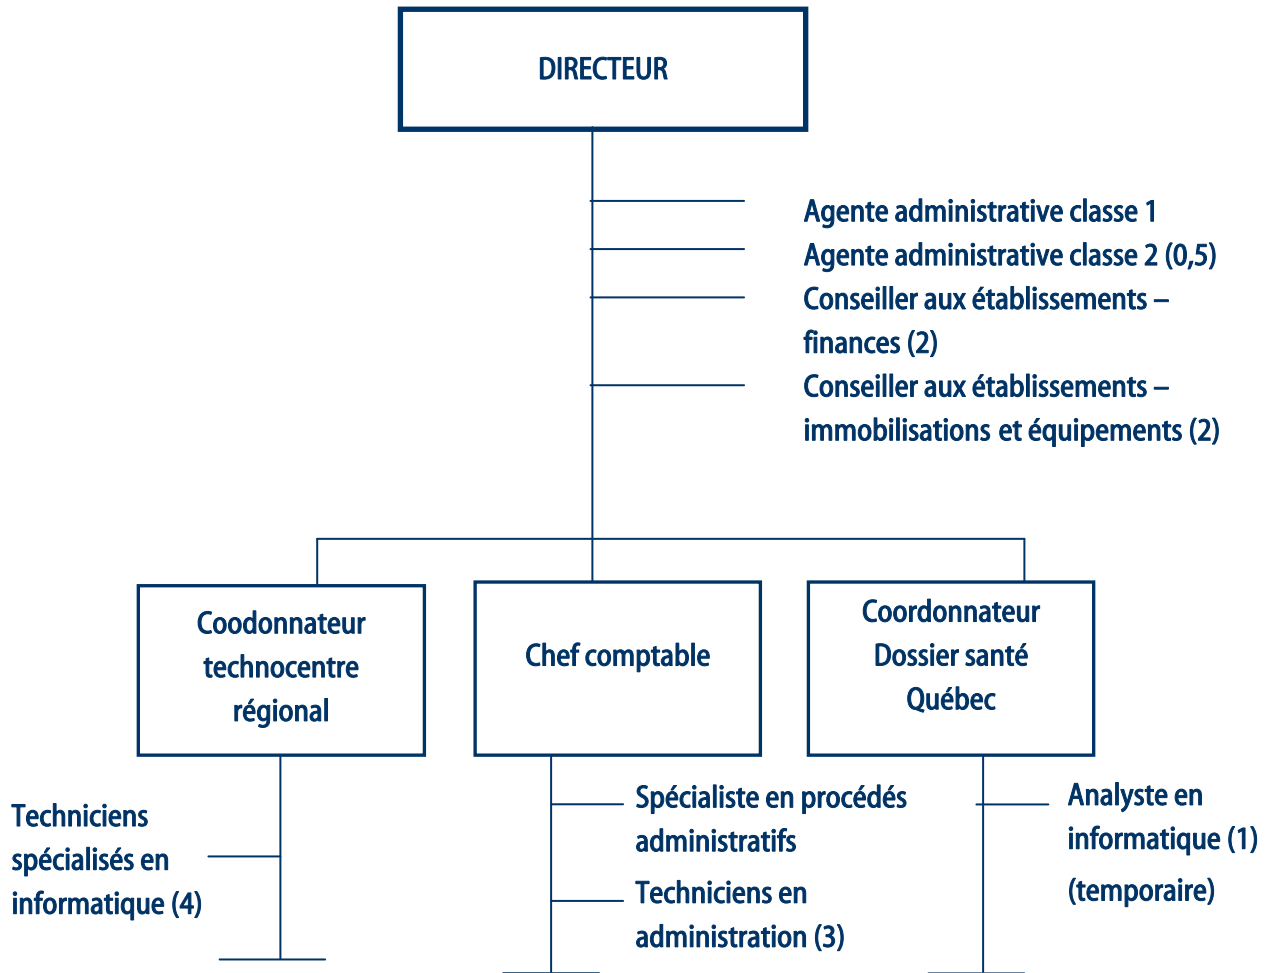 DIRECTEUR
Agente administrative classe 1
Agente administrative classe 2 (0,5)
Conseiller aux établissements –
finances (2)
Conseiller aux établissements –
immobilisations et équipements (2)
Coodonnateur
technocentre
régional
Chef comptable
Coordonnateur
Dossier santé
Québec
Techniciens
spécialisés en
informatique (4)
Spécialiste en procédés
administratifs
Techniciens en
administration (3)
Analyste en
informatique (1)
(temporaire)